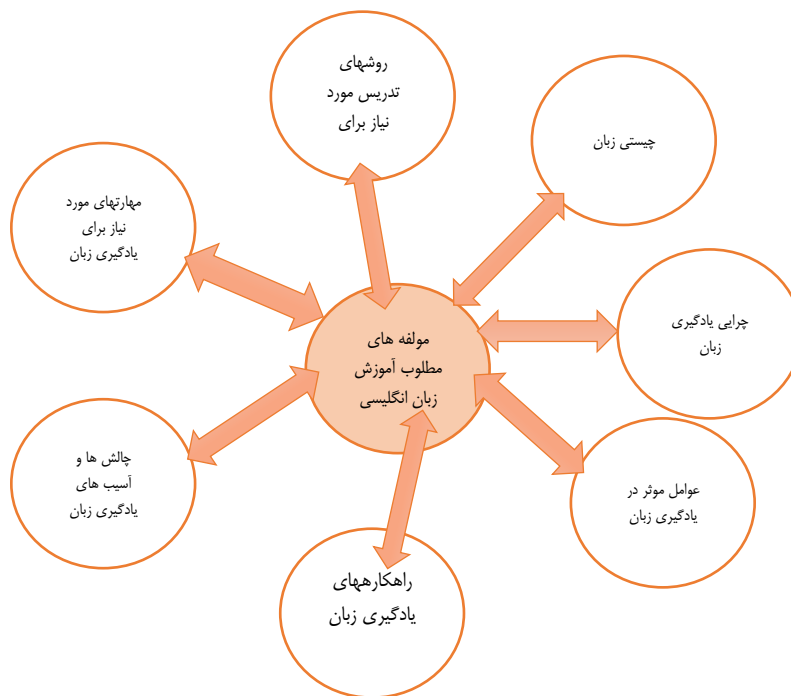 روشهای
تدریس مورد
نیاز برای
چیستی زبان
مهارتهای مورد
نیاز برای
یادگیری زبان
چرایی یادگیری
زبان
مولفه های
مطلوب آموزش
زبان انگلیسی
چالش ها و
آسیب های
یادگیری زبان
عوامل موثر در
یادگیری زبان
راهکارههای
یادگیری زبان